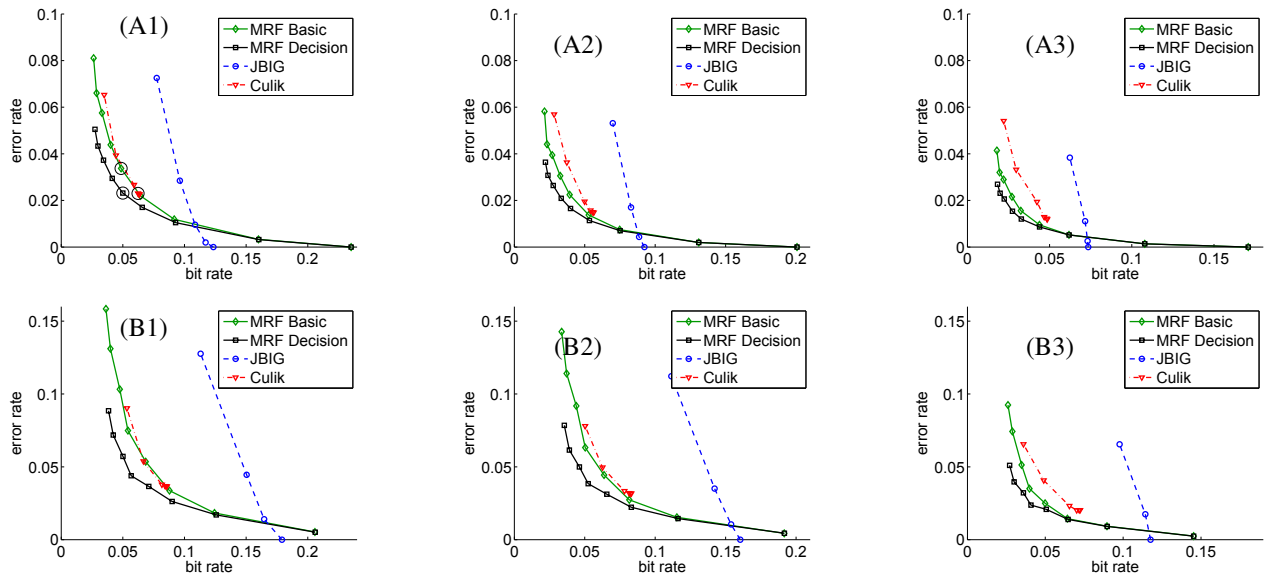 (A1)
MRF Basic
MRF Decision
JBIG
Culik
error rate
0.1
0.08
0.06
0.04
0.02
0
0 0.05 0.1 0.15 0.2
bit rate
(A2)
MRF Basic
MRF Decision
JBIG
Culik
error rate
0.1
0.08
0.06
0.04
0.02
0
0 0.05 0.1 0.15 0.2
bit rate
(A3)
MRF Basic
MRF Decision
JBIG
Culik
error rate
0.1
0.08
0.06
0.04
0.02
0
0 0.05 0.1 0.15
bit rate
(B1)
MRF Basic
MRF Decision
JBIG
Culik
error rate
0.15
0.1
0.05
0
0 0.05 0.1 0.15 0.2
bit rate
(B2)
MRF Basic
MRF Decision
JBIG
Culik
error rate
0.15
0.1
0.05
0
0 0.05 0.1 0.15 0.2
bit rate
(B3)
MRF Basic
MRF Decision
JBIG
Culik
error rate
0.15
0.1
0.05
0
0 0.05 0.1 0.15
bit rate